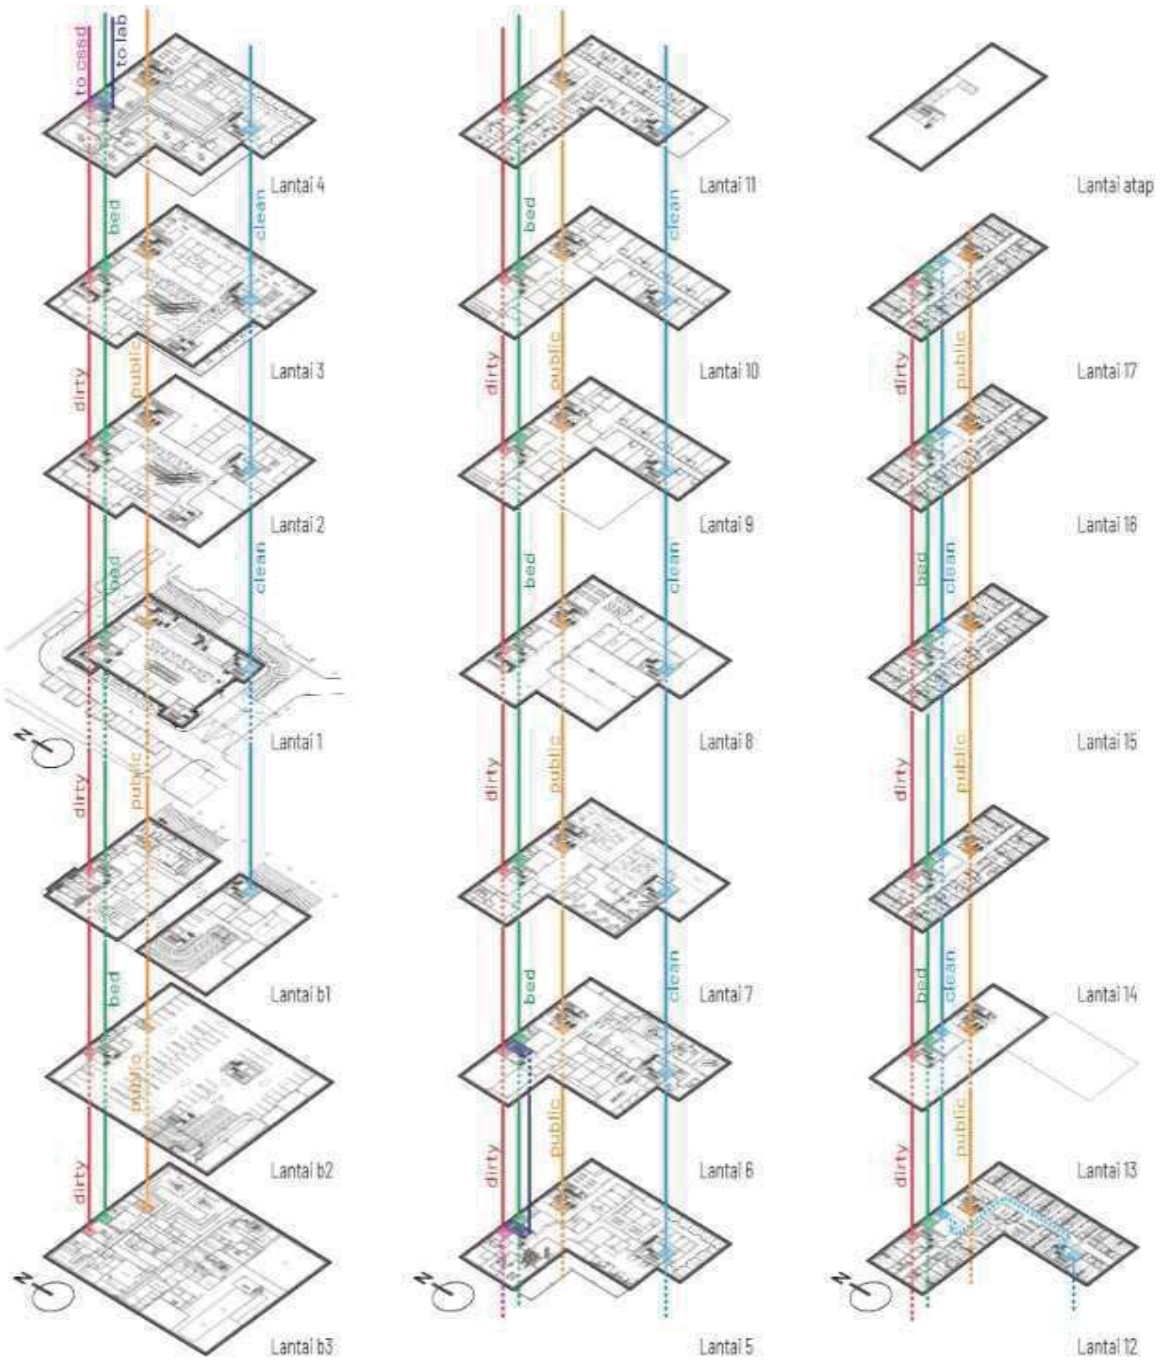 to cssd
to lab
Lantai 4
bed
clean
Lantai 3
dirty
public
Lantai 2
bed
clean
Lantai 1
N
dirty
public
Lantai b1
bed
Lantai b2
public
dirty
N
Lantai b3
Lantai 11
bed
clean
Lantai 10
dirty
public
Lantai 9
bed
clean
Lantai 8
dirty
public
Lantai 7
bed
clean
Lantai 6
dirty
public
N
Lantai 5
Lantai atap
Lantai 17
dirty
public
Lantai 16
bed
clean
Lantai 15
dirty
public
Lantai 14
bed
clean
Lantai 13
dirty
public
N
Lantai 12